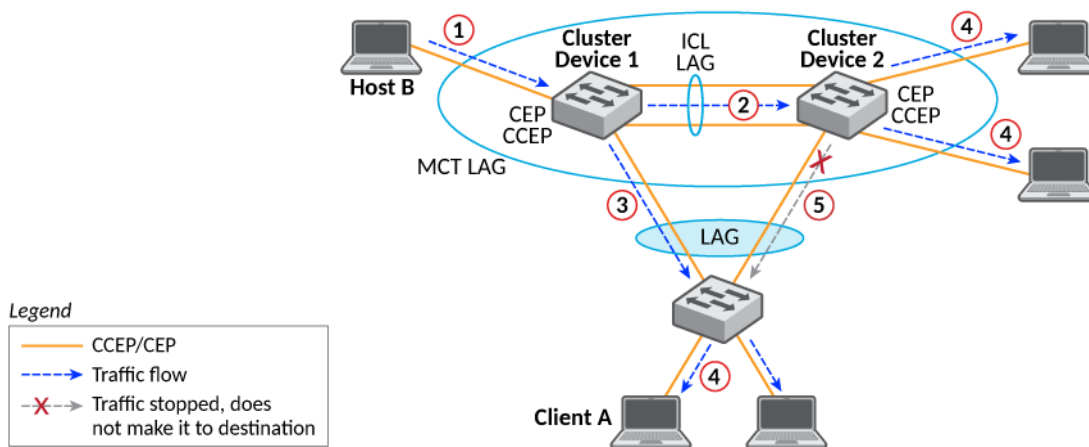 1
Host B
Cluster
Device 1
ICL
LAG
Cluster
Device 2
4
2
CEP
CCEP
CEP
CCEP
4
MCT LAG
3
5
LAG
Legend
CCEP/CEP
Traffic flow
Traffic stopped, does
not make it to destination
4
Client A